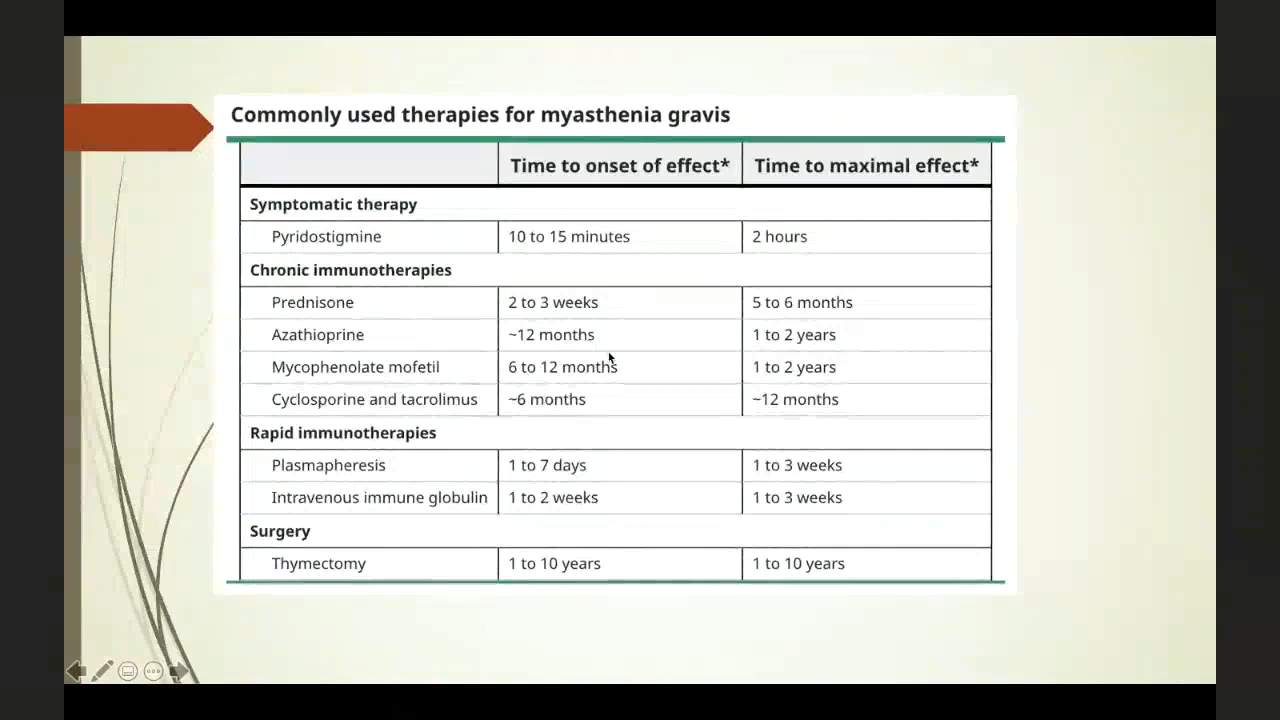 Commonly used therapies for myasthenia gravis
Time to onset of effect* Time to maximal effect*
Symptomatic therapy
Pyridostigmine 10 to 15 minutes 2 hours
Chronic immunotherapies
Prednisone 2 to 3 weeks 5 to 6 months
Azathioprine ~12 months 1 to 2 years
Mycophenolate mofetil 6 to 12 months 1 to 2 years
Cyclosporine and tacrolimus ~6 months ~12 months
Rapid immunotherapies
Plasmapheresis 1 to 7 days 1 to 3 weeks
Intravenous immune globulin 1 to 2 weeks 1 to 3 weeks
Surgery
Thymectomy 1 to 10 years 1 to 10 years